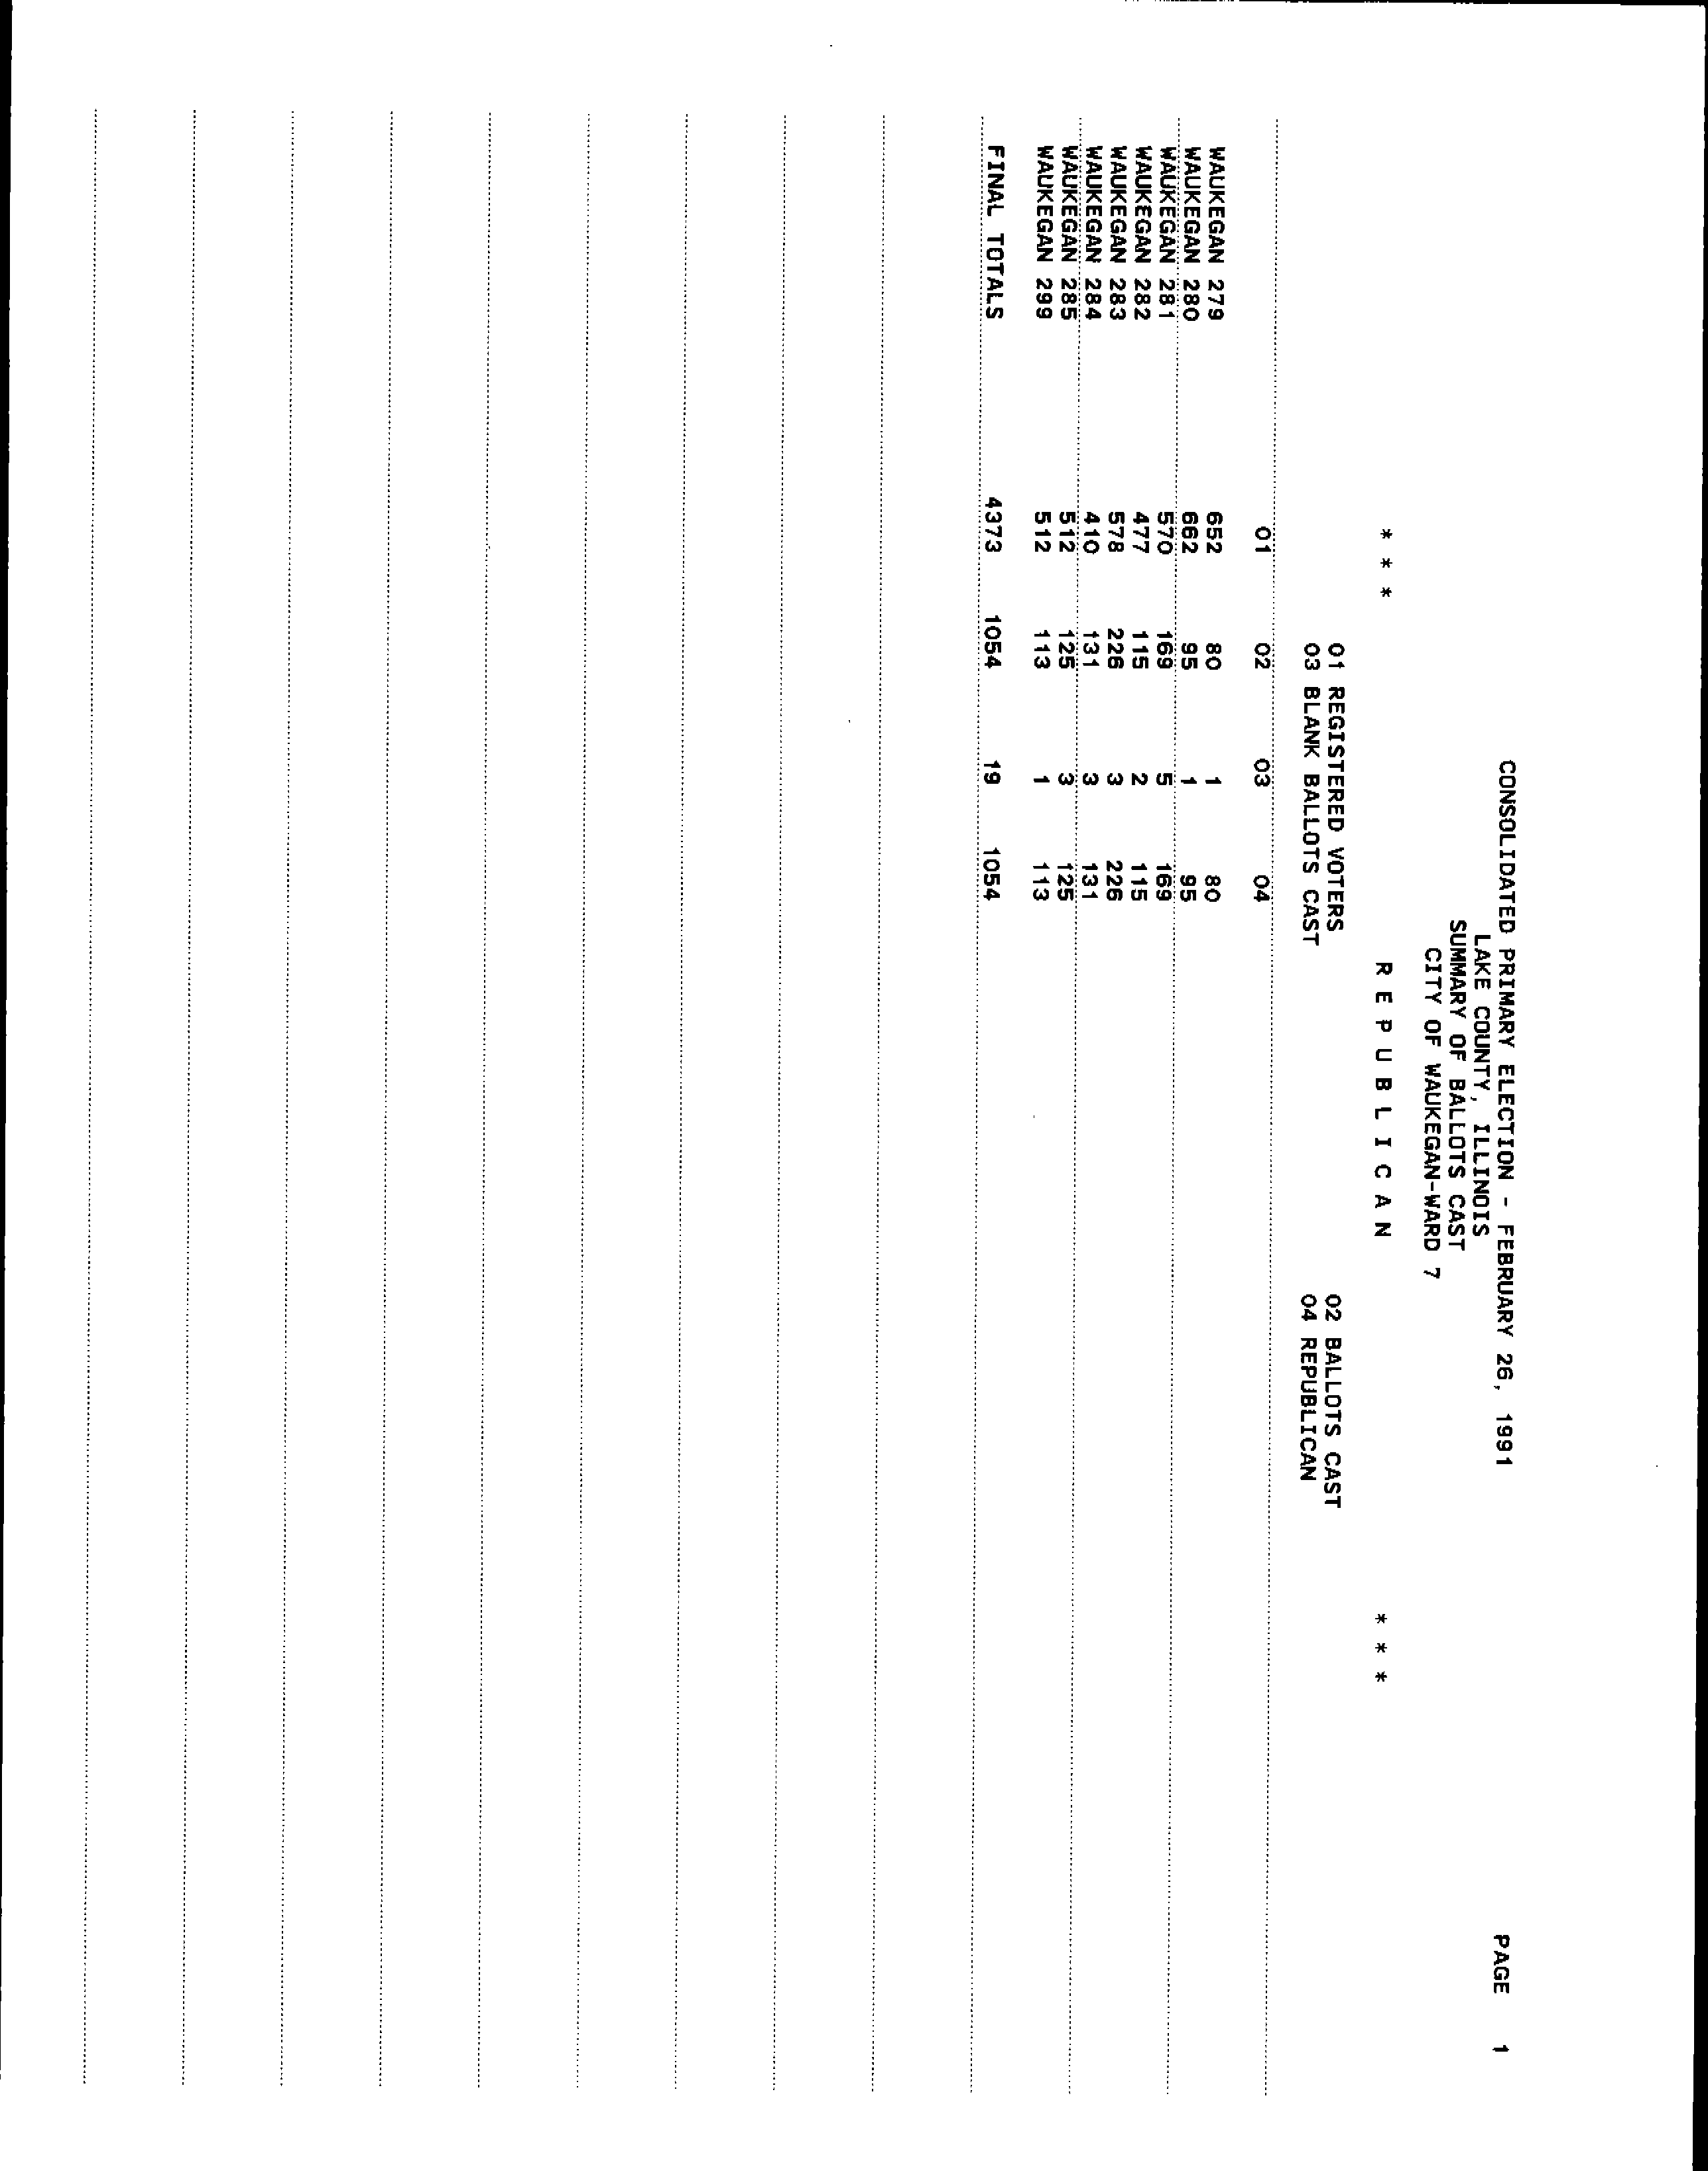 CONSOLIDATED PRIMARY ELECTION - FEBRUARY 26, 1991 PAGE 1
LAKE COUNTY, ILLINOIS
SUMMARY OF BALLOTS CAST
CITY OF WAUKEGAN-WARD 7
* * * R E P U B L I C A N * * *
01 REGISTERED VOTERS 02 BALLOTS CAST
03 BLANK BALLOTS CAST 04 REPUBLICAN
01 02 03 04
WAUKEGAN 279 652 80 1 80
WAUKEGAN 280 662 95 1 95
WAUKEGAN 281 570 169 5 169
WAUKEGAN 282 477 115 2 115
WAUKEGAN 283 578 226 3 226
WAUKEGAN 284 410 131 3 131
WAUKEGAN 285 512 125 3 125
WAUKEGAN 299 512 113 1 113
FINAL TOTALS 4373 1054 19 1054